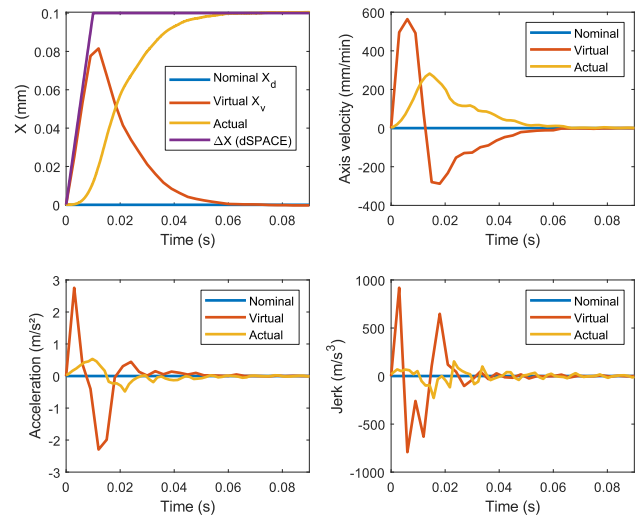 0.1
0.08
0.06
0.04
0.02
0
X (mm)
Nominal X_d
Virtual X_v
Actual
ΔX (dSPACE)
0 0.02 0.04 0.06 0.08
Time (s)
600
400
200
0
-200
-400
Axis velocity (mm/min)
Nominal
Virtual
Actual
0 0.02 0.04 0.06 0.08
Time (s)
3
2
1
0
-1
-2
-3
Acceleration (m/s²)
Nominal
Virtual
Actual
0 0.02 0.04 0.06 0.08
Time (s)
1000
500
0
-500
-1000
Jerk (m/s³)
Nominal
Virtual
Actual
0 0.02 0.04 0.06 0.08
Time (s)